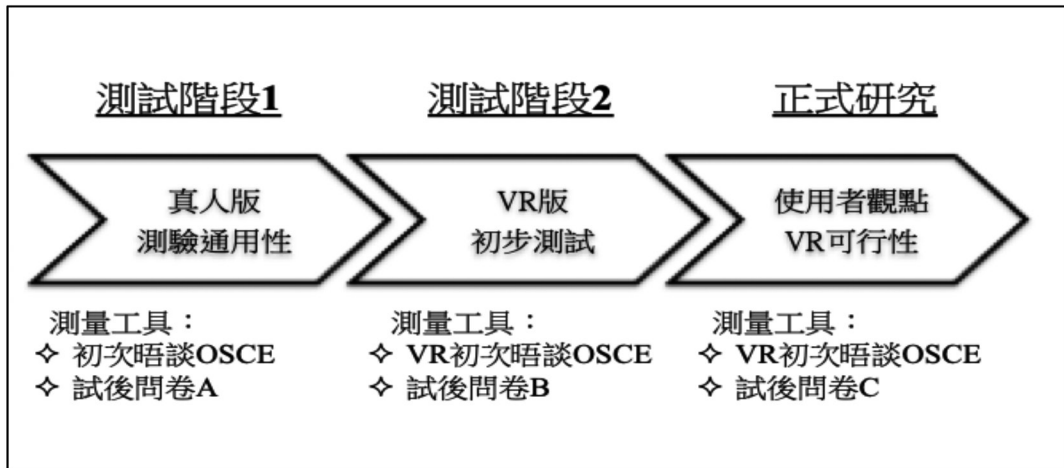 測試階段1
真人版
測驗通用性
測量工具：
✧ 初次晤談OSCE
✧ 試後問卷A
測試階段2
VR版
初步測試
測量工具：
✧ VR初次晤談OSCE
✧ 試後問卷B
正式研究
使用者觀點
VR可行性
測量工具：
✧ VR初次晤談OSCE
✧ 試後問卷C